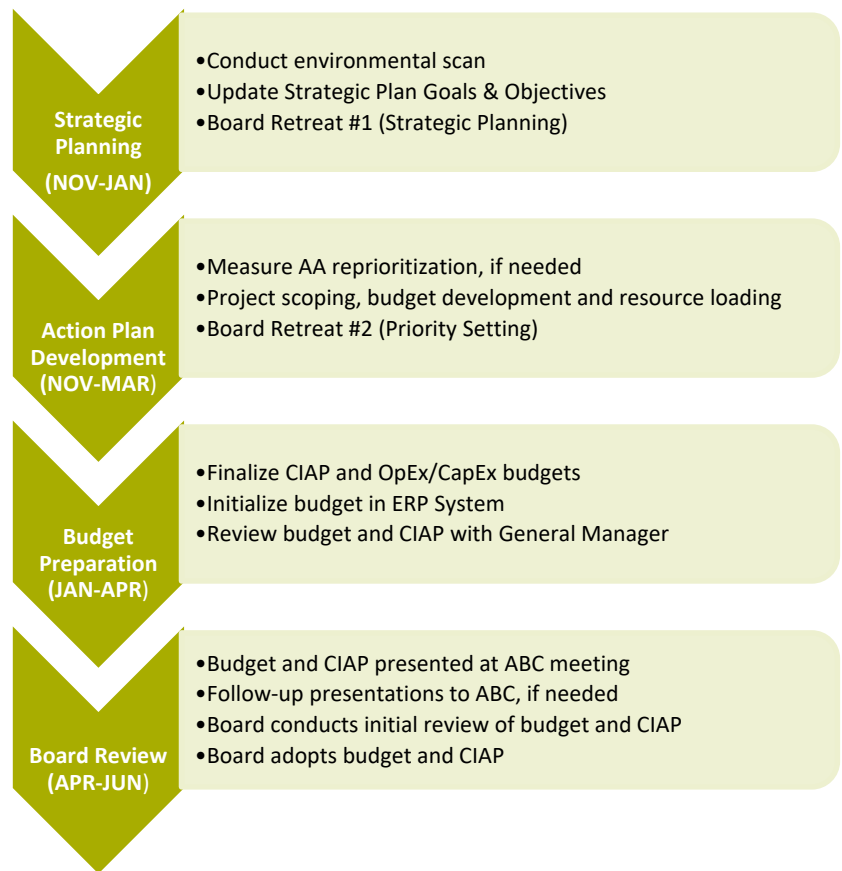 Strategic
Planning
(NOV-JAN)
•Conduct environmental scan
•Update Strategic Plan Goals & Objectives
•Board Retreat #1 (Strategic Planning)
Action Plan
Development
(NOV-MAR)
•Measure AA reprioritization, if needed
•Project scoping, budget development and resource loading
•Board Retreat #2 (Priority Setting)
Budget
Preparation
(JAN-APR)
•Finalize CIAP and OpEx/CapEx budgets
•Initialize budget in ERP System
•Review budget and CIAP with General Manager
Board Review
(APR-JUN)
•Budget and CIAP presented at ABC meeting
•Follow-up presentations to ABC, if needed
•Board conducts initial review of budget and CIAP
•Board adopts budget and CIAP